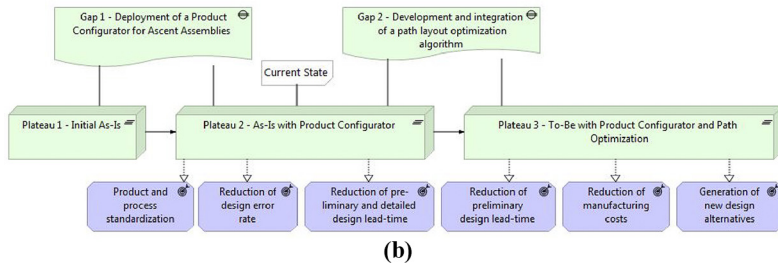 Gap 1 - Deployment of a Product
Configurator for Ascent Assemblies
Gap 2 - Development and integration
of a path layout optimization
algorithm
Current State
Plateau 1 - Initial As-Is
Plateau 2 - As-Is with Product Configurator
Plateau 3 - To-Be with Product Configurator and Path
Optimization
Product and
process
standardization
Reduction of
design error
rate
Reduction of pre-
liminary and detailed
design lead-time
Reduction of
preliminary
design lead-time
Reduction of
manufacturing
costs
Generation of
new design
alternatives
(b)